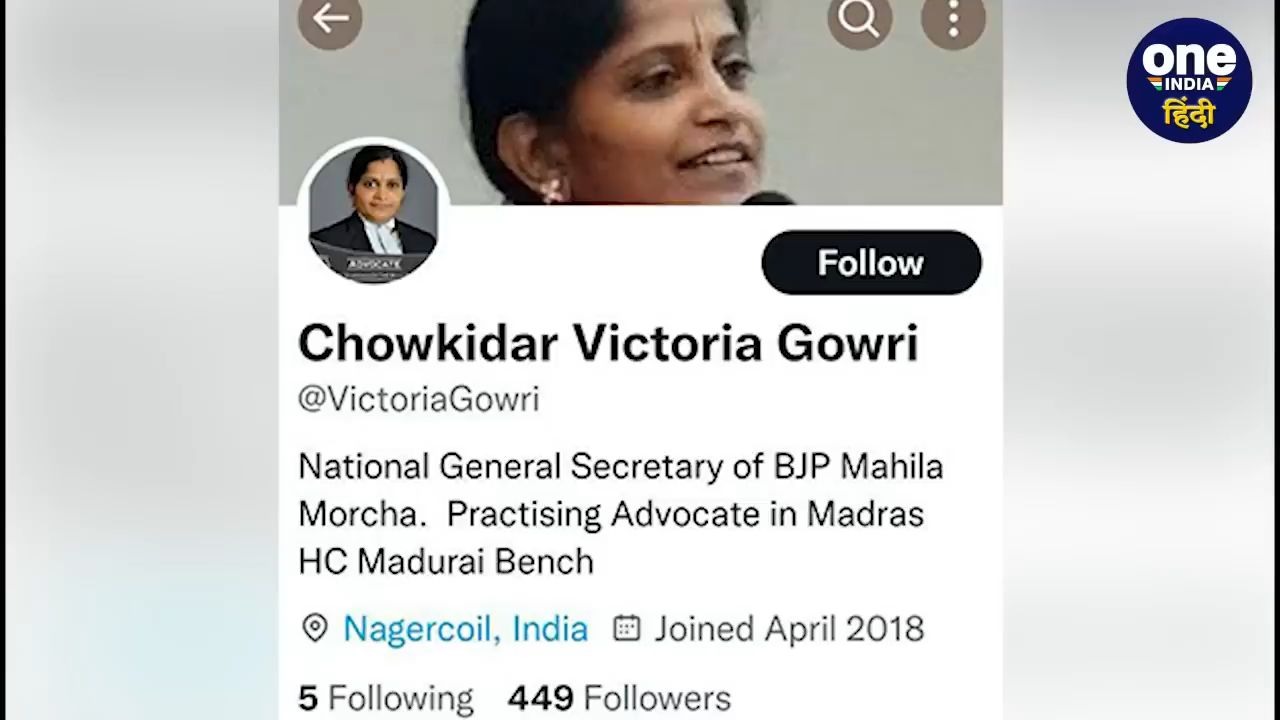 one
INDIA
हिंदी
ADVOCATE
Follow
Chowkidar Victoria Gowri
@VictoriaGowri
National General Secretary of BJP Mahila
Morcha. Practising Advocate in Madras
HC Madurai Bench
Nagercoil, India Joined April 2018
5 Following 449 Followers